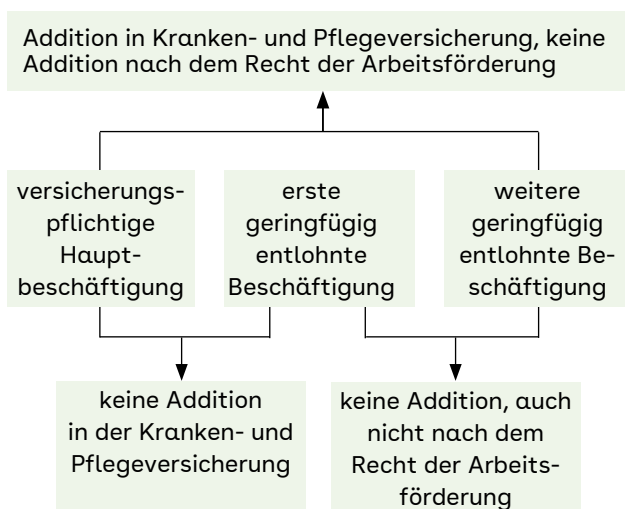 Addition in Kranken- und Pflegeversicherung, keine
Addition nach dem Recht der Arbeitsförderung
versicherungs-
pflichtige
Haupt-
beschäftigung
erste
geringfügig
entlohnte
Beschäftigung
weitere
geringfügig
entlohnte Be-
schäftigung
keine Addition
in der Kranken- und
Pflegeversicherung
keine Addition, auch
nicht nach dem
Recht der Arbeits-
förderung